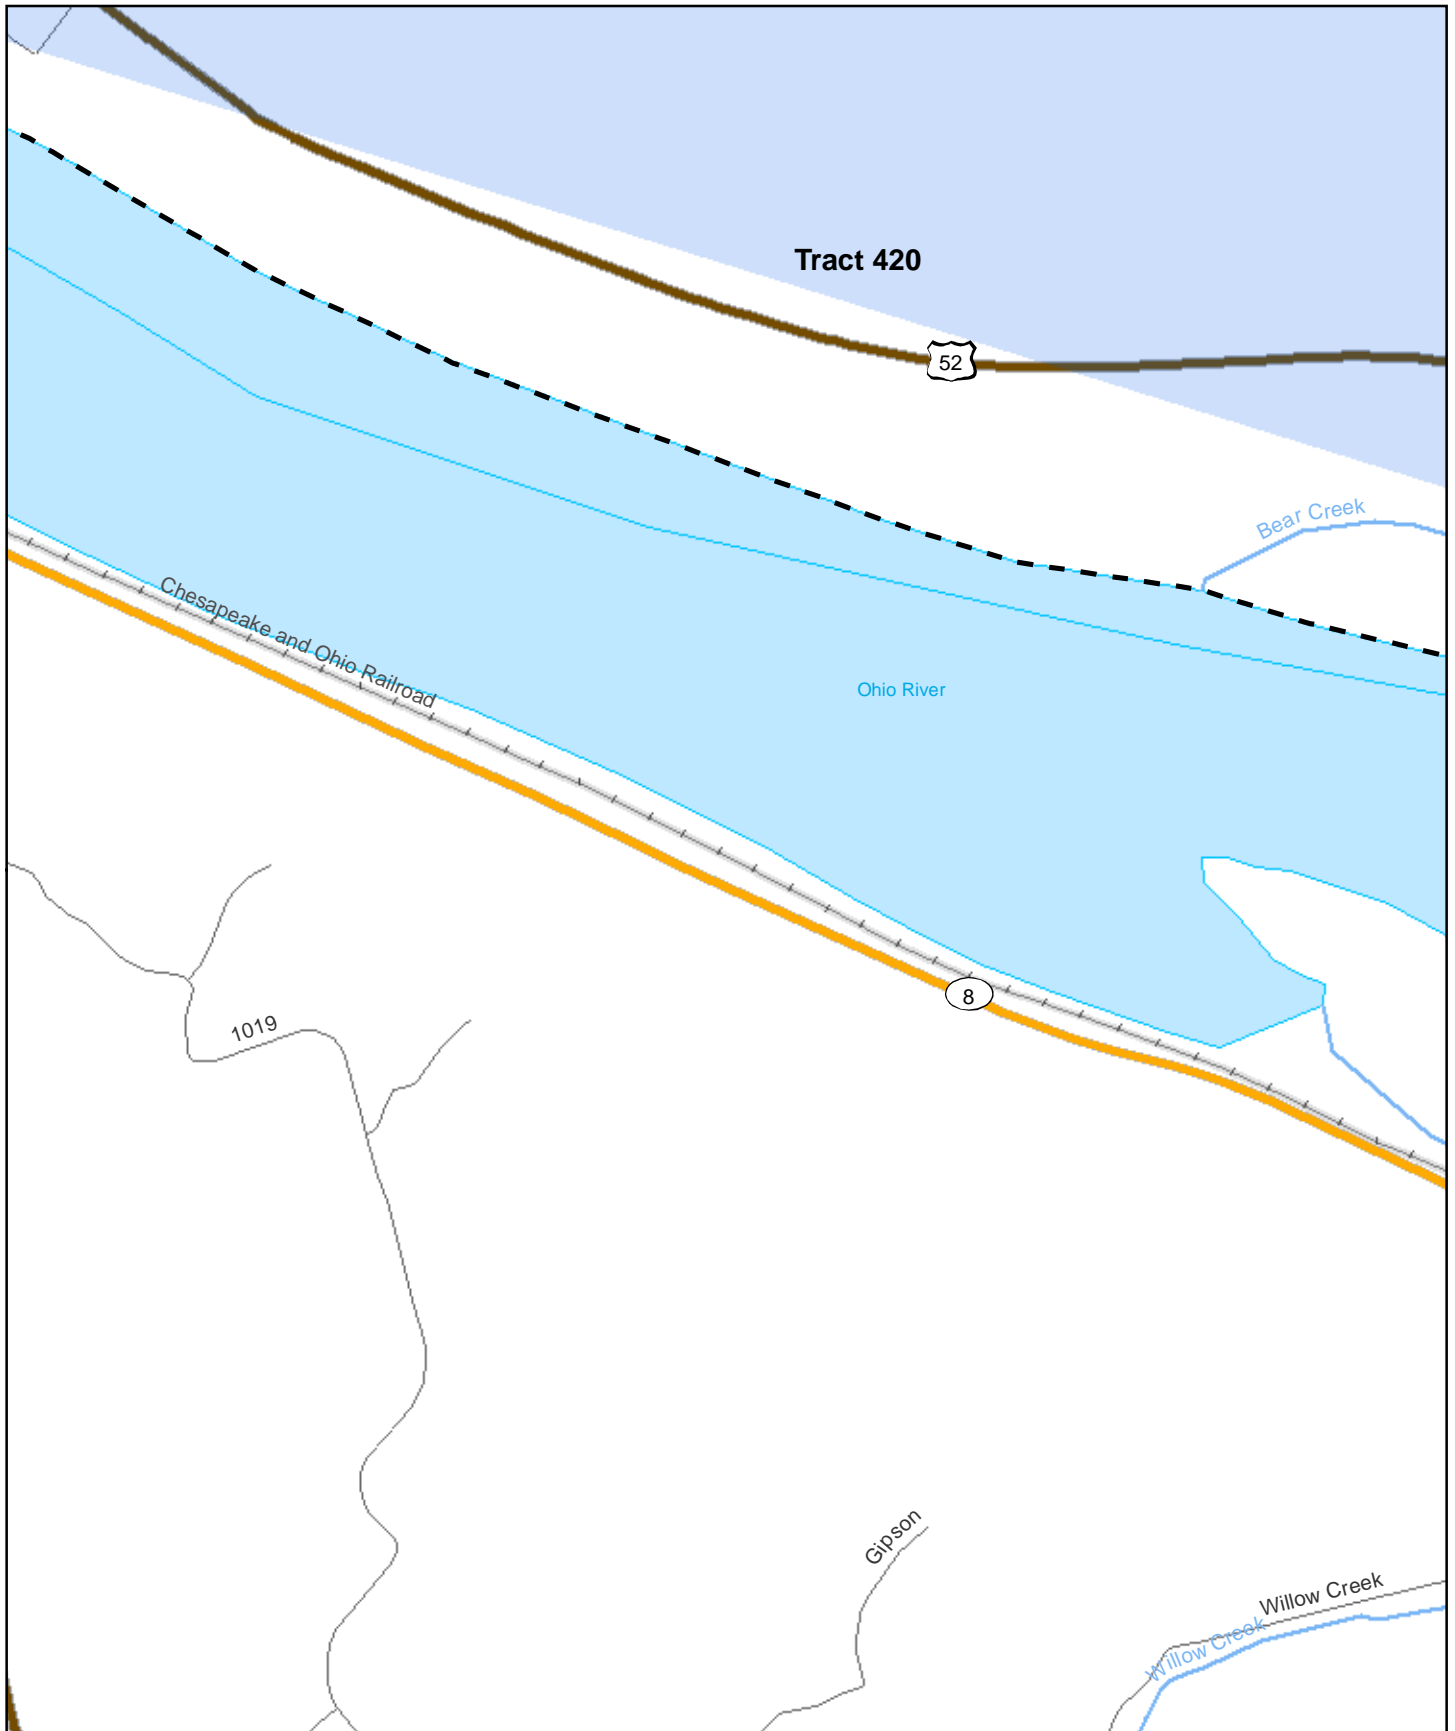 Tract 420
52
Bear Creek
Chesapeake and Ohio Railroad
Ohio River
8
1019
Gipson
Willow Creek
Willow Creek